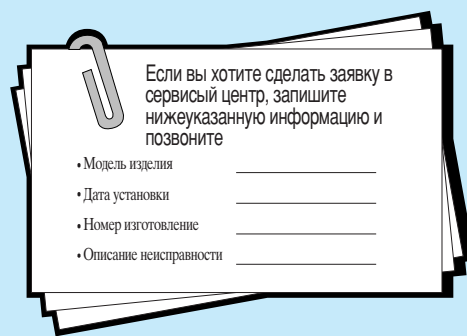 Если вы хотите сделать заявку в
сервисый центр, запишите
нижеуказанную информацию и
позвоните
• Модель изделия
• Дата установки
• Номер изготовление
• Описание неисправности